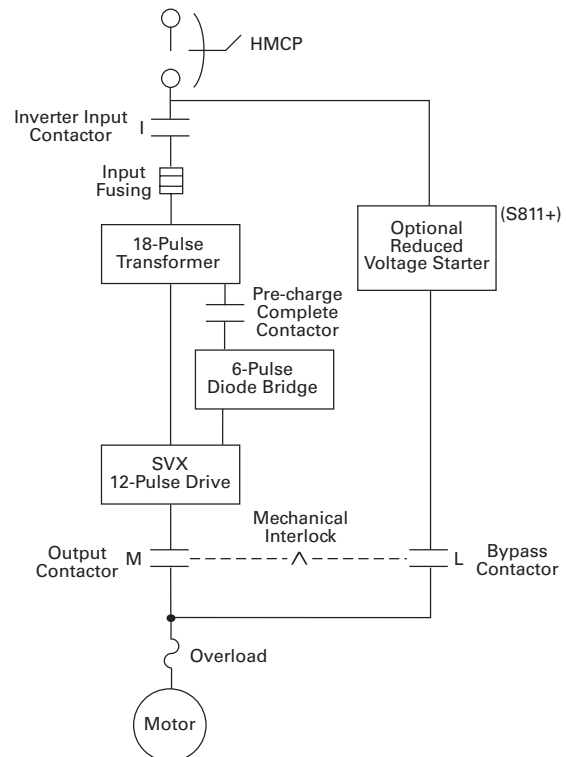 HMCP
Inverter Input
Contactor
I
Input
Fusing
(S811+)
Optional
Reduced
Voltage Starter
18-Pulse
Transformer
Pre-charge
Complete
Contactor
6-Pulse
Diode Bridge
SVX
12-Pulse Drive
Mechanical
Interlock
Output
Contactor
M
L
Bypass
Contactor
Overload
Motor